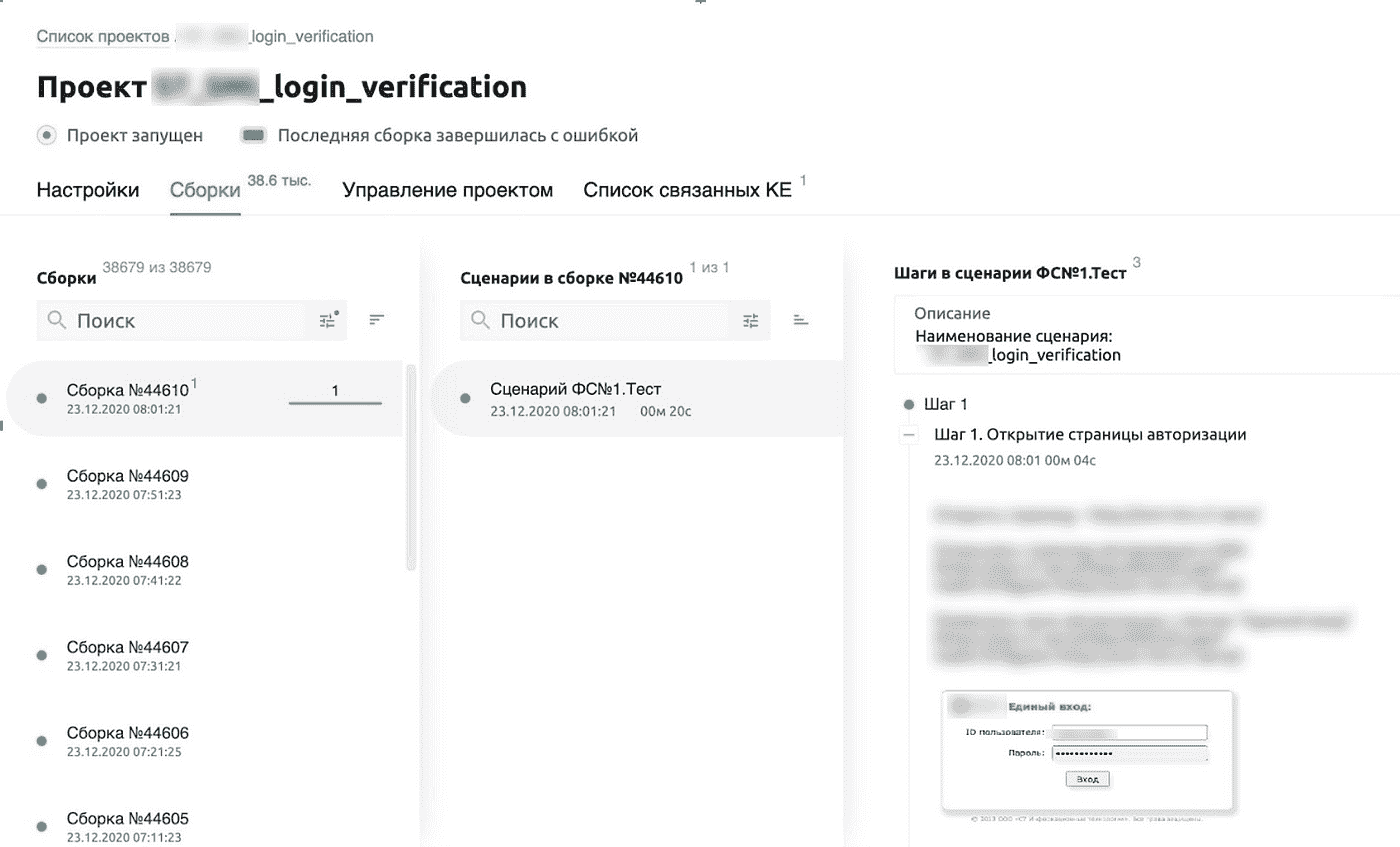 Список проектов / _login_verification
Проект _login_verification
Проект запущен Последняя сборка завершилась с ошибкой
Настройки Сборки 38.6 тыс. Управление проектом Список связанных КЕ 1
Сборки 38679 из 38679
Поиск
Сборка №44610 1 1
23.12.2020 08:01:21
Сборка №44609
23.12.2020 07:51:23
Сборка №44608
23.12.2020 07:41:22
Сборка №44607
23.12.2020 07:31:21
Сборка №44606
23.12.2020 07:21:25
Сборка №44605
23.12.2020 07:11:23
Сценарии в сборке №44610 1 из 1
Поиск
Сценарий ФС№1.Тест
23.12.2020 08:01:21 00м 20с
Шаги в сценарии ФС№1.Тест 3
Описание
Наименование сценария:
_login_verification
Шаг 1
Шаг 1. Открытие страницы авторизации
23.12.2020 08:01 00м 04с
Единый вход:
ID пользователя:
Пароль: ••••••••••••
Вход
© 2013 ООО «С7 Информационные технологии». Все права защищены.